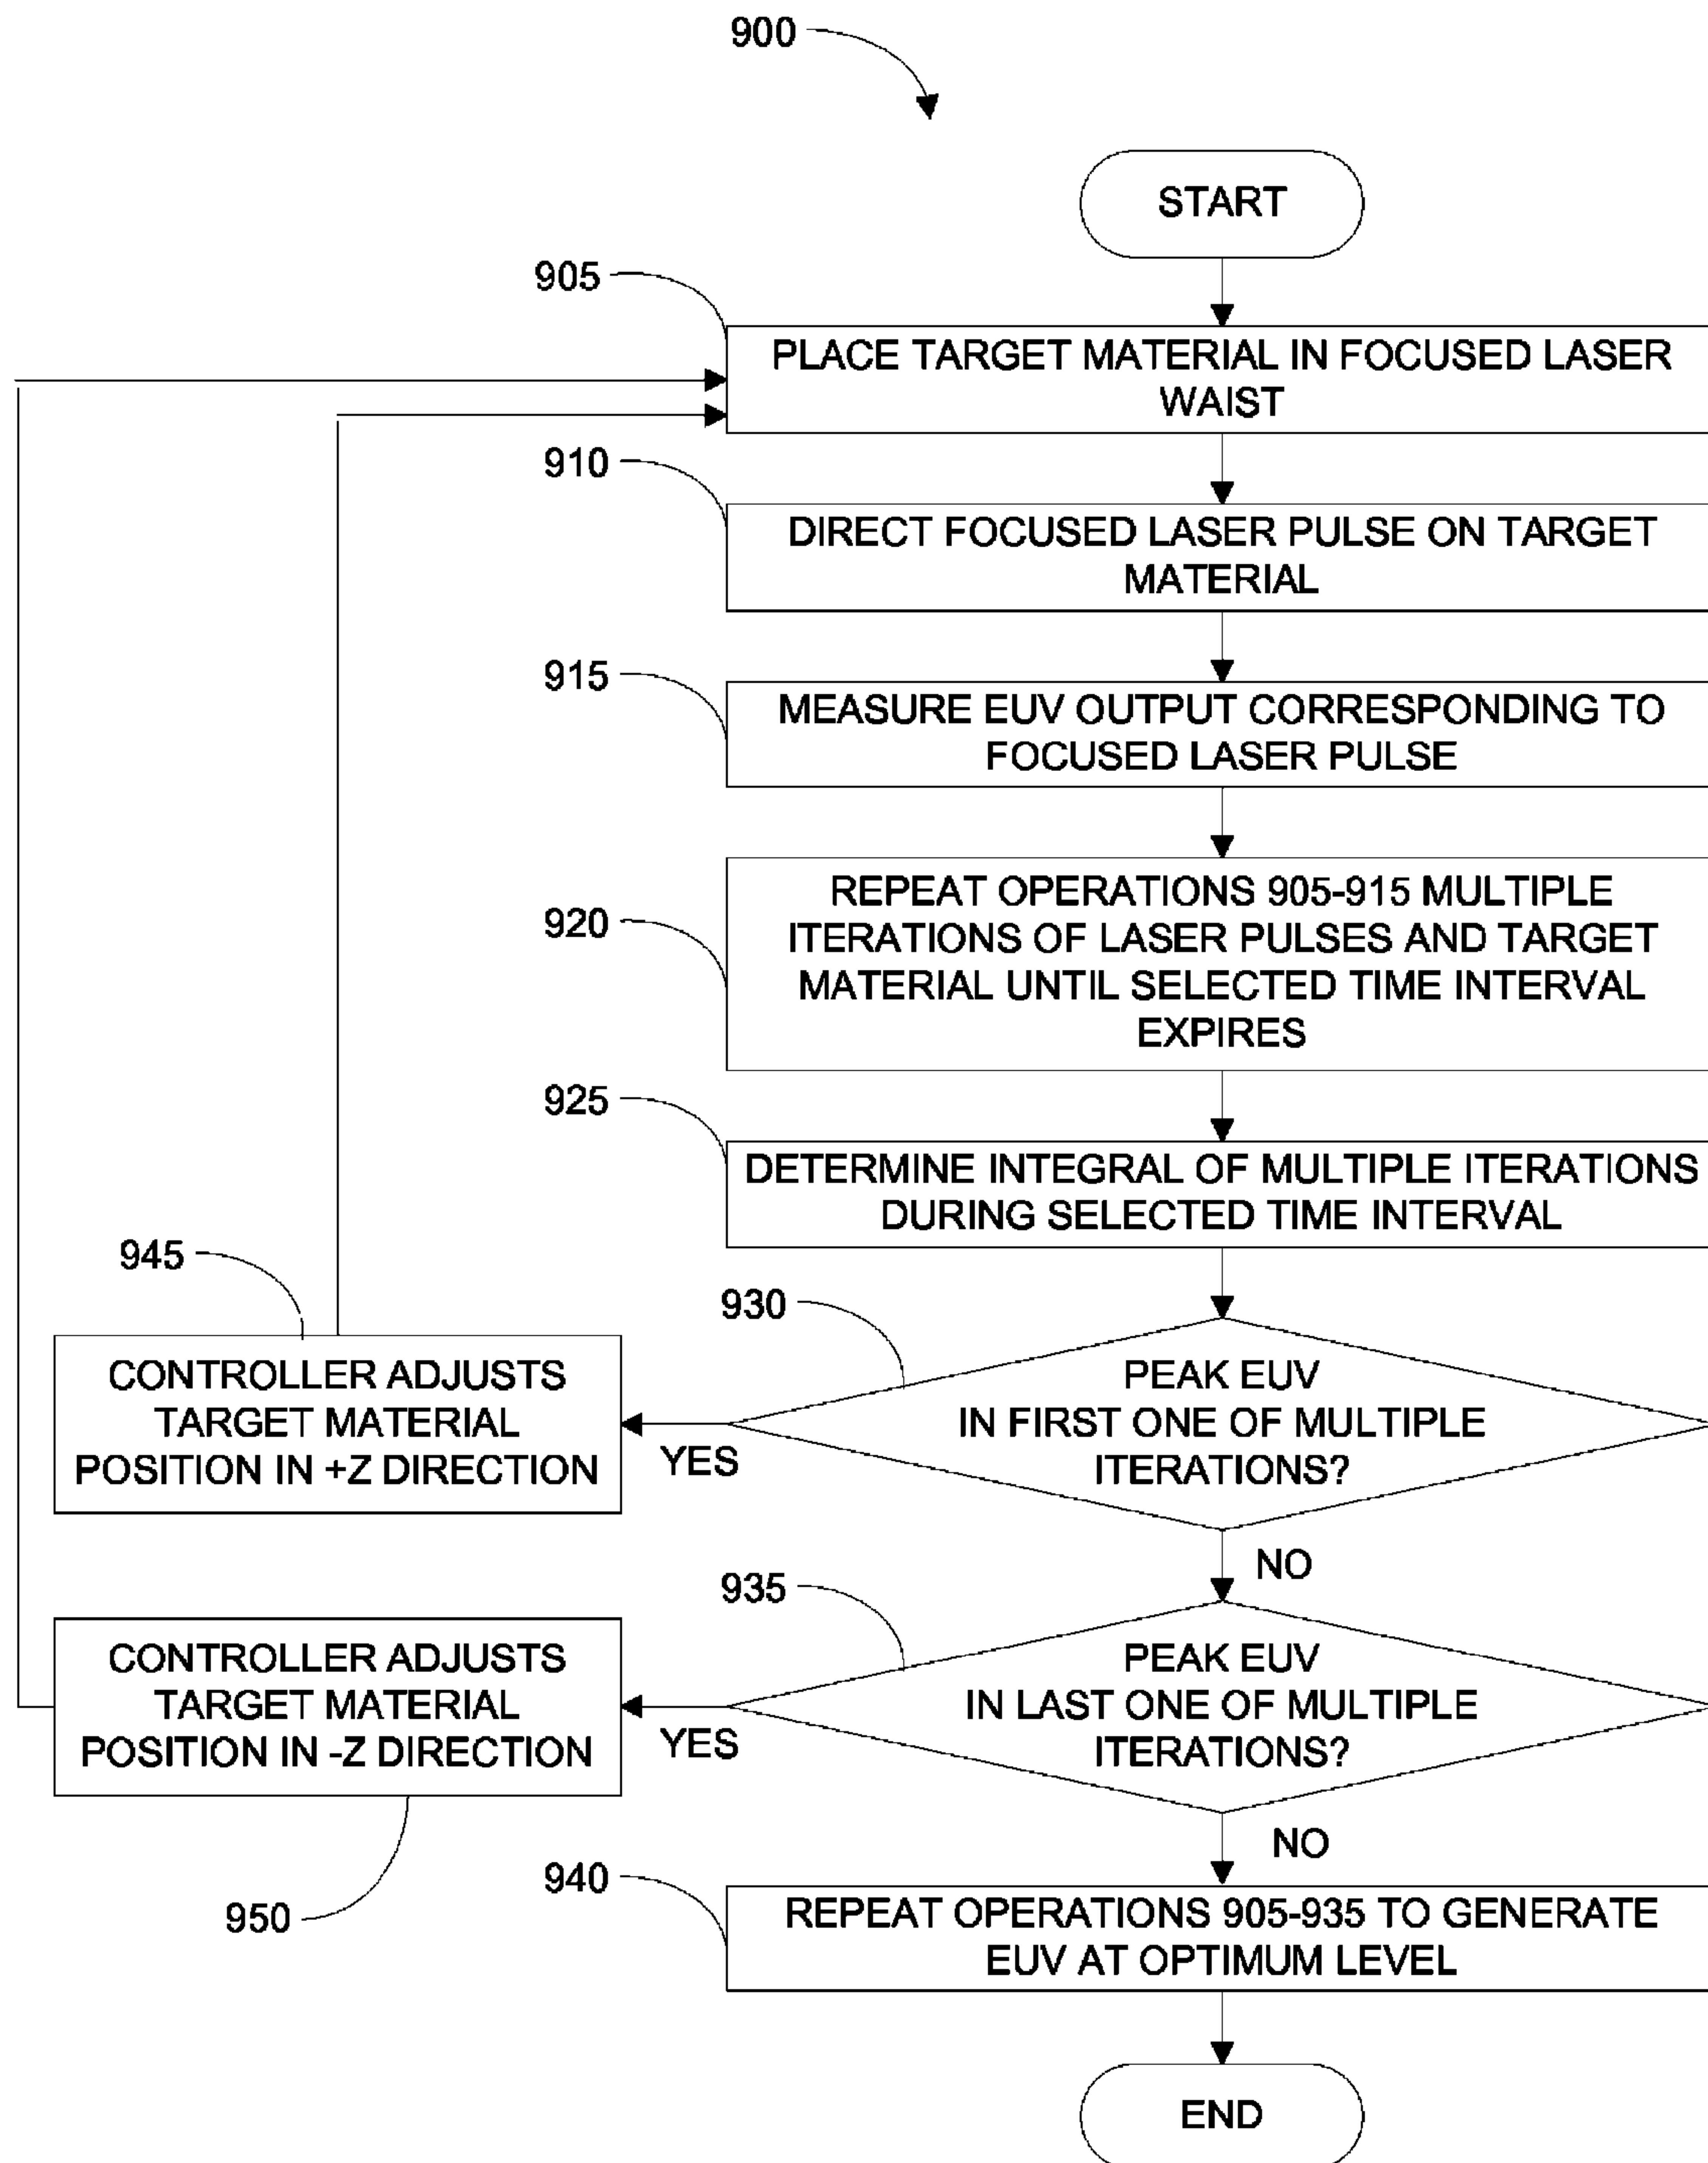 900
START
905
PLACE TARGET MATERIAL IN FOCUSED LASER
WAIST
910
DIRECT FOCUSED LASER PULSE ON TARGET
MATERIAL
915
MEASURE EUV OUTPUT CORRESPONDING TO
FOCUSED LASER PULSE
920
REPEAT OPERATIONS 905-915 MULTIPLE
ITERATIONS OF LASER PULSES AND TARGET
MATERIAL UNTIL SELECTED TIME INTERVAL
EXPIRES
925
DETERMINE INTEGRAL OF MULTIPLE ITERATIONS
DURING SELECTED TIME INTERVAL
930
PEAK EUV
IN FIRST ONE OF MULTIPLE
ITERATIONS?
YES
945
CONTROLLER ADJUSTS
TARGET MATERIAL
POSITION IN +Z DIRECTION
NO
935
PEAK EUV
IN LAST ONE OF MULTIPLE
ITERATIONS?
YES
CONTROLLER ADJUSTS
TARGET MATERIAL
POSITION IN -Z DIRECTION
950
NO
940
REPEAT OPERATIONS 905-935 TO GENERATE
EUV AT OPTIMUM LEVEL
END